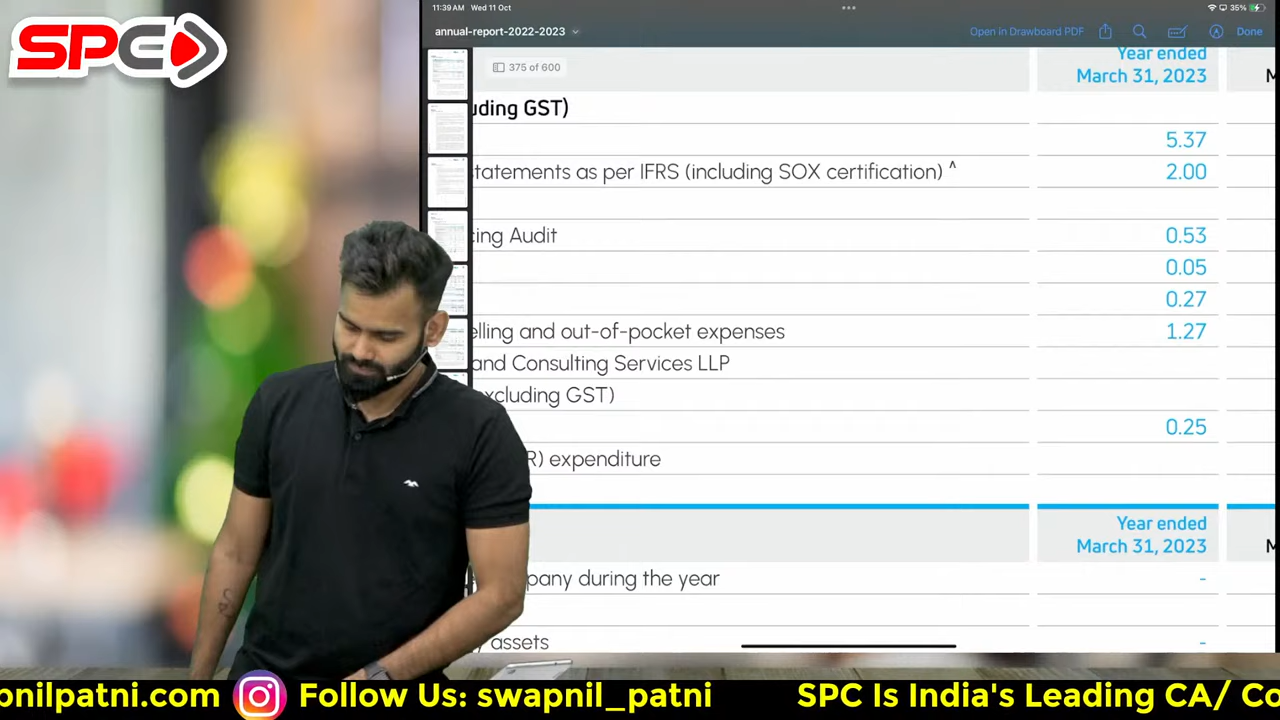 SPC
11:39 AM Wed 11 Oct
35%
annual-report-2022-2023
Open in Drawboard PDF
Done
375 of 600
Year ended
March 31, 2023
uding GST)
5.37
tatements as per IFRS (including SOX certification) ^
2.00
cing Audit
0.53
0.05
0.27
elling and out-of-pocket expenses
1.27
and Consulting Services LLP
xcluding GST)
0.25
R) expenditure
Year ended
March 31, 2023
M
pany during the year
-
assets
-
pnilpatni.com
Follow Us: swapnil_patni
SPC Is India's Leading CA/ Co